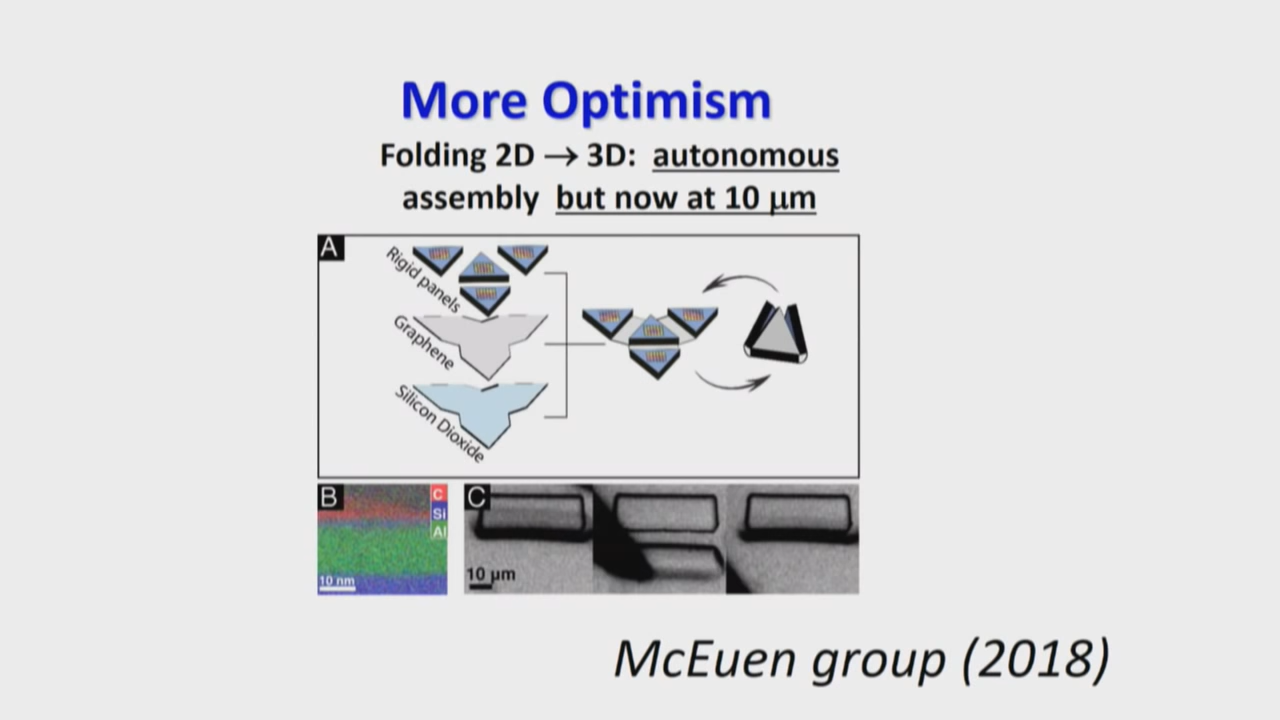 More Optimism
Folding 2D → 3D: autonomous
assembly but now at 10 μm
A
Rigid panels
Graphene
Silicon Dioxide
B
C
Si
Al
10 nm
C
10 μm
McEuen group (2018)